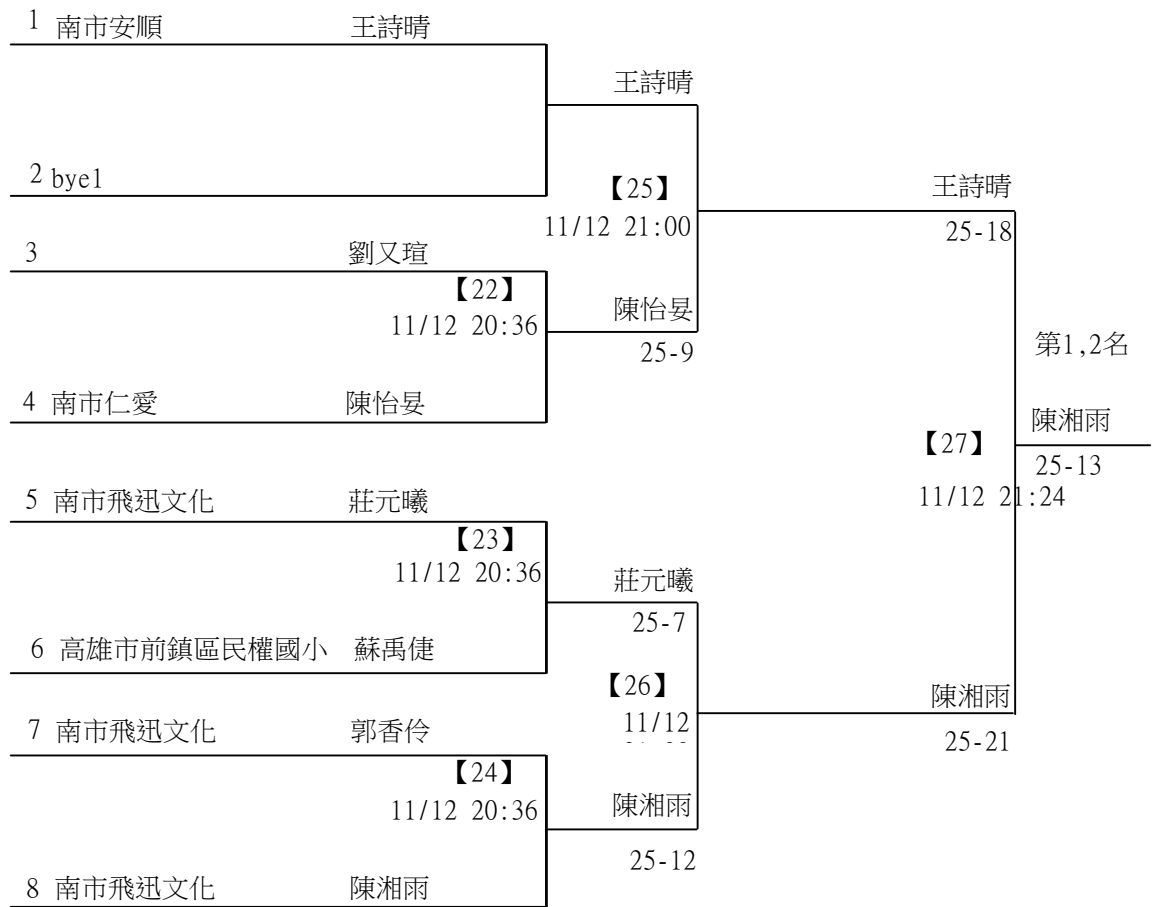 1 南市安順 王詩晴
王詩晴
2 bye1
【25】
王詩晴
11/12 21:00
25-18
3 劉又瑄
【22】
11/12 20:36
陳怡旻
25-9
第1,2名
4 南市仁愛 陳怡旻
陳湘雨
【27】
25-13
11/12 21:24
5 南市飛迅文化 莊元曦
【23】
11/12 20:36
莊元曦
25-7
6 高雄市前鎮區民權國小 蘇禹倢
【26】
陳湘雨
11/12
7 南市飛迅文化 郭香伶
25-21
【24】
11/12 20:36
陳湘雨
25-12
8 南市飛迅文化 陳湘雨